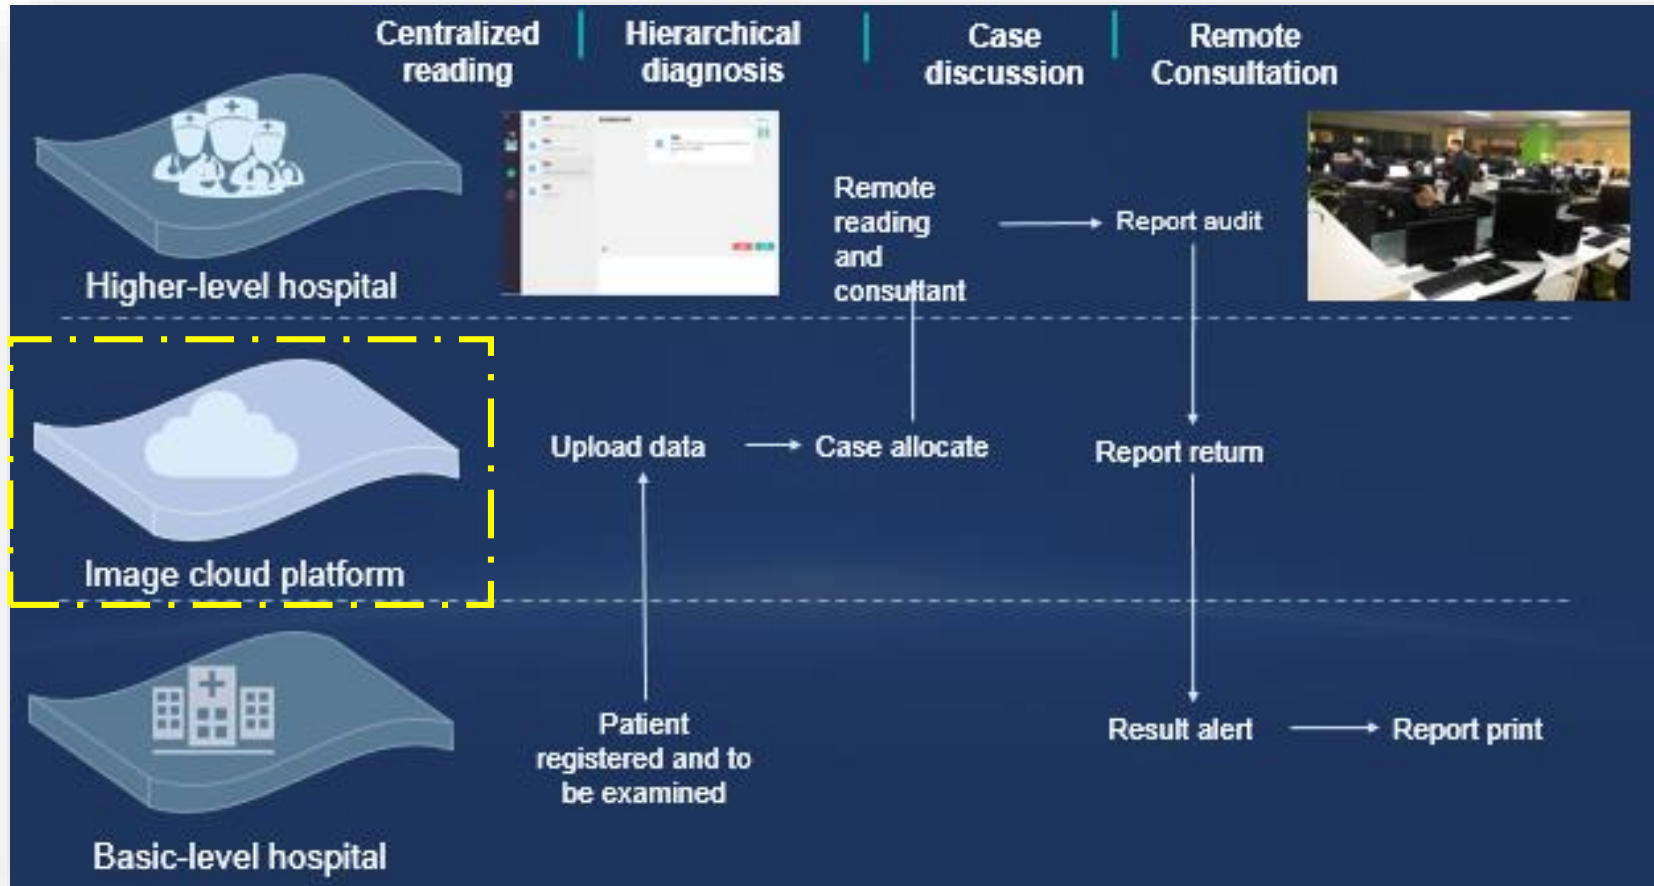 Centralized
reading
Hierarchical
diagnosis
Case
discussion
Remote
Consultation
Remote
reading
and
consultant
Report audit
Higher-level hospital
Upload data
Case allocate
Report return
Image cloud platform
Patient
registered and to
be examined
Result alert
Report print
Basic-level hospital